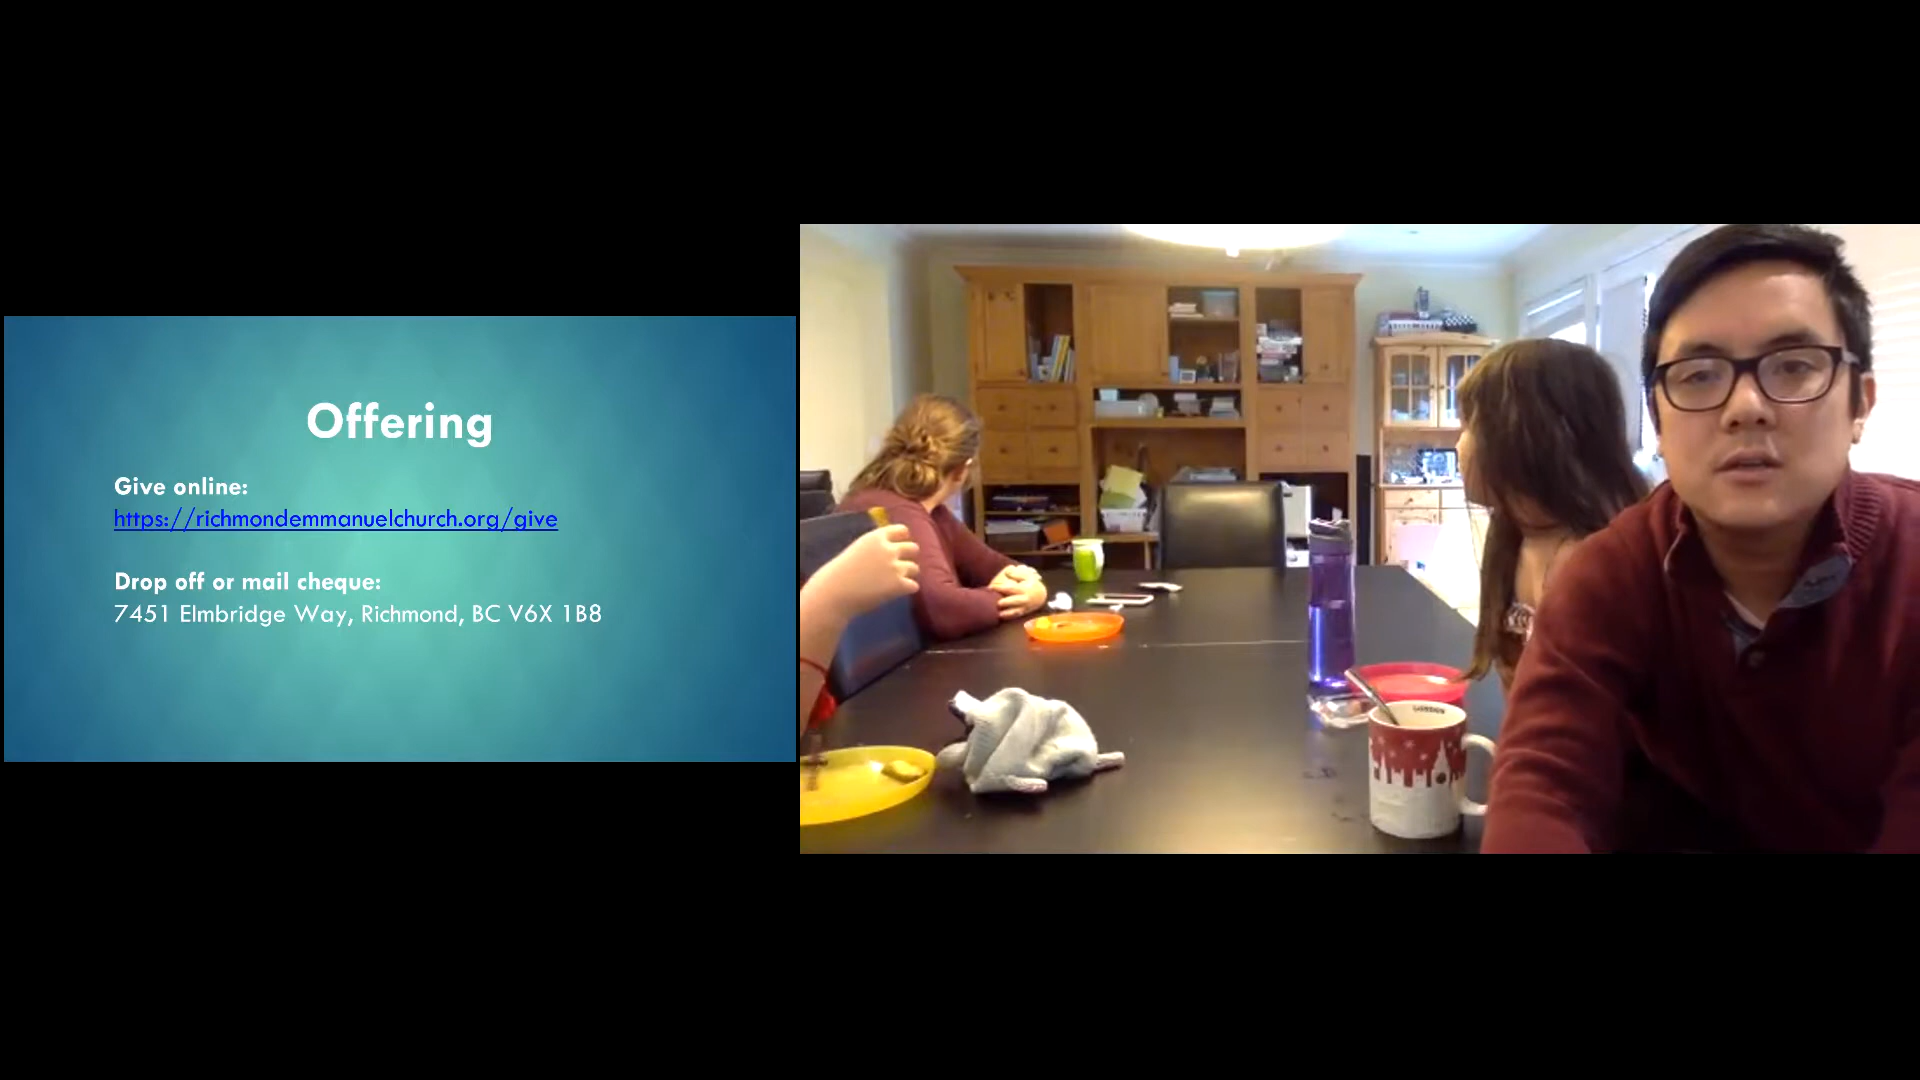 Offering
Give online:
https://richmondemmanuelchurch.org/give
Drop off or mail cheque:
7451 Elmbridge Way, Richmond, BC V6X 1B8
LONDON